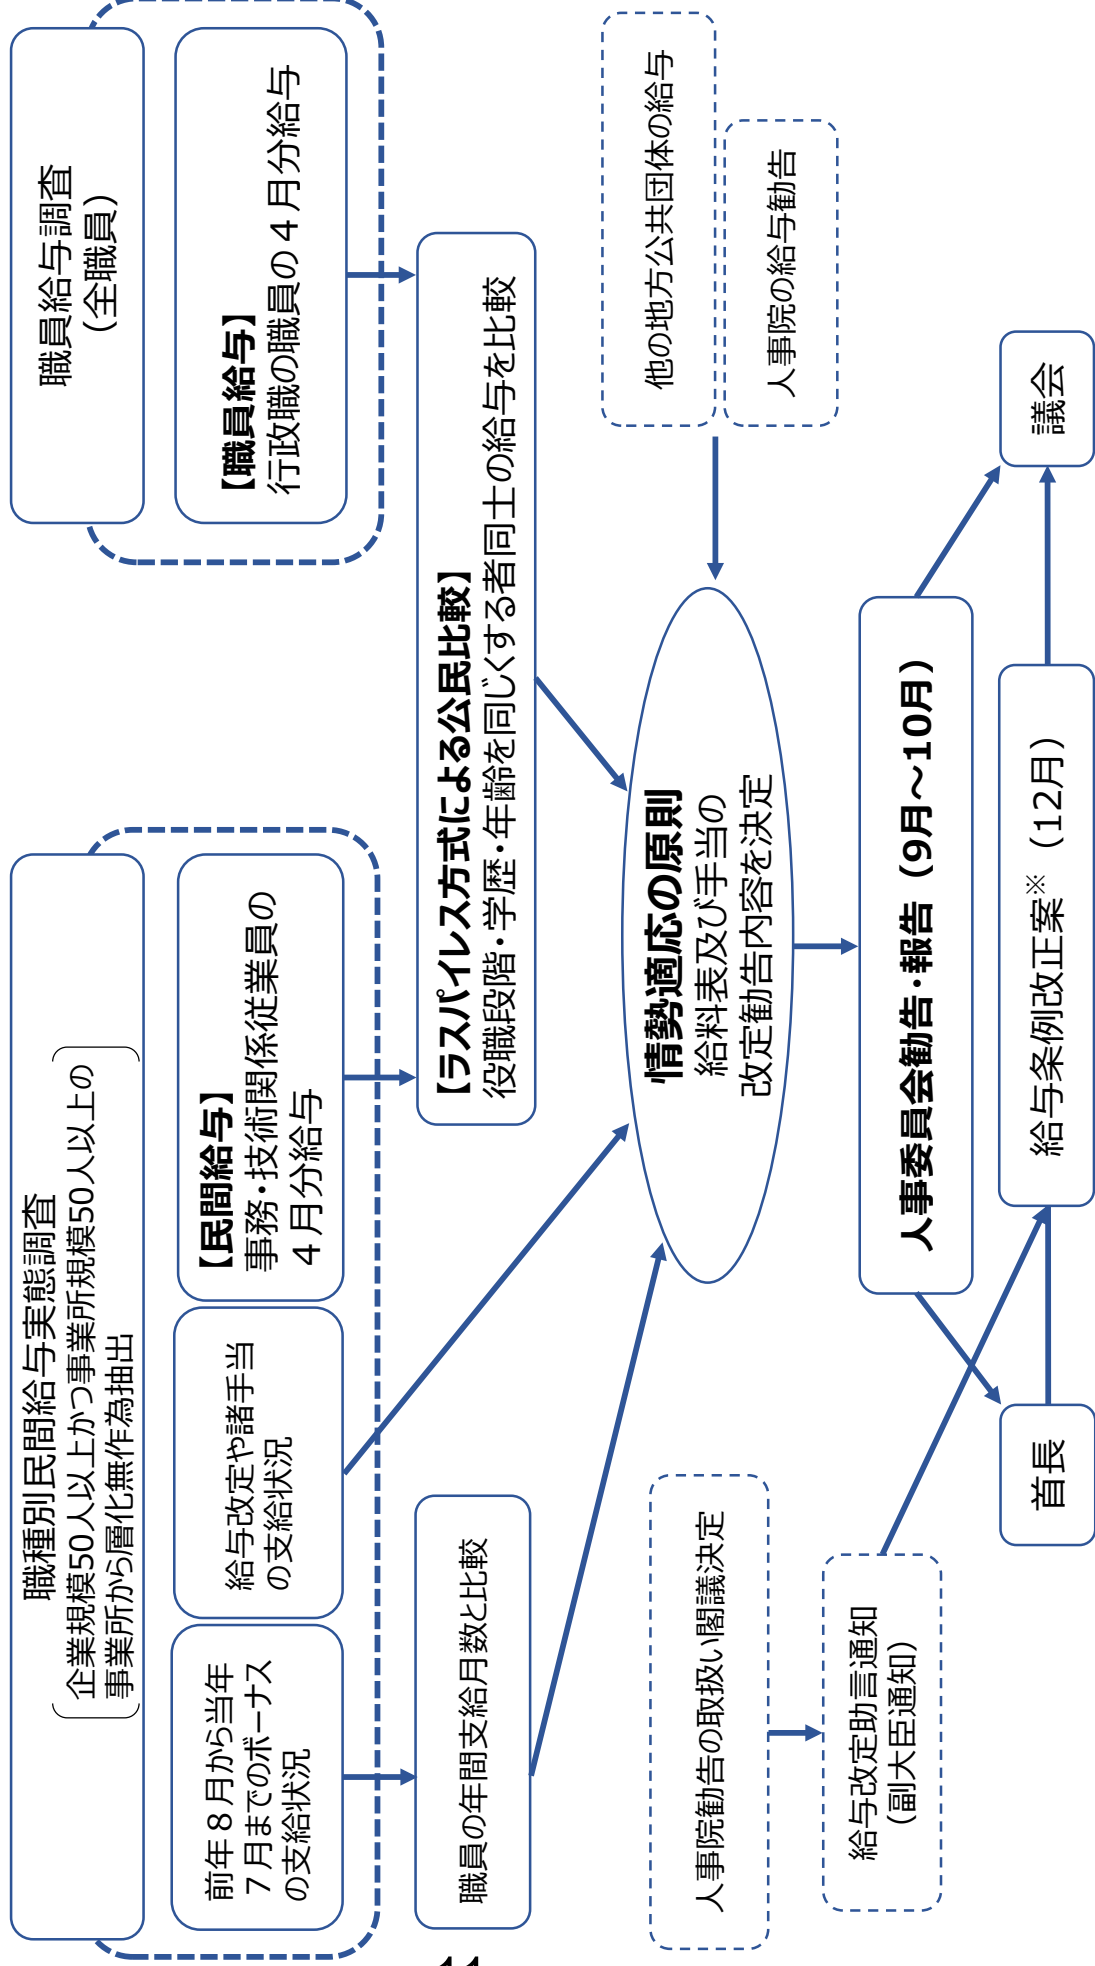 職種別民間給与実態調査
企業規模50人以上かつ事業所規模50人以上の
事業所から層化無作為抽出
職員給与調査
（全職員）
前年８月から当年
７月までのボーナス
の支給状況
給与改定や諸手当
の支給状況
【民間給与】
事務・技術関係従業員の
４月分給与
【職員給与】
行政職の職員の４月分給与
職員の年間支給月数と比較
【ラスパイレス方式による公民比較】
役職段階・学歴・年齢を同じくする者同士の給与を比較
情勢適応の原則
給料表及び手当の
改定勧告内容を決定
他の地方公共団体の給与
人事院の給与勧告
人事院勧告の取扱い閣議決定
給与改定助言通知
（副大臣通知）
人事委員会勧告・報告（9月～10月）
首長
給与条例改正案※（12月）
議会